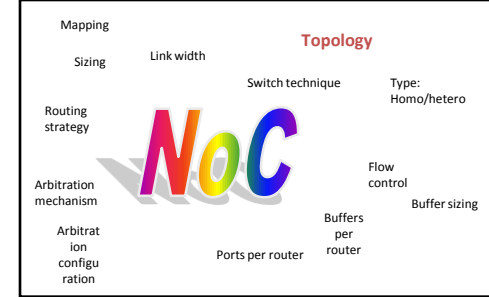 Mapping
Topology
Sizing
Link width
Switch technique
Type:
Homo/hetero
Routing
strategy
NoC
Flow
control
Arbitration
mechanism
Buffer sizing
Buffers
per
router
Arbitrat
ion
configu
ration
Ports per router